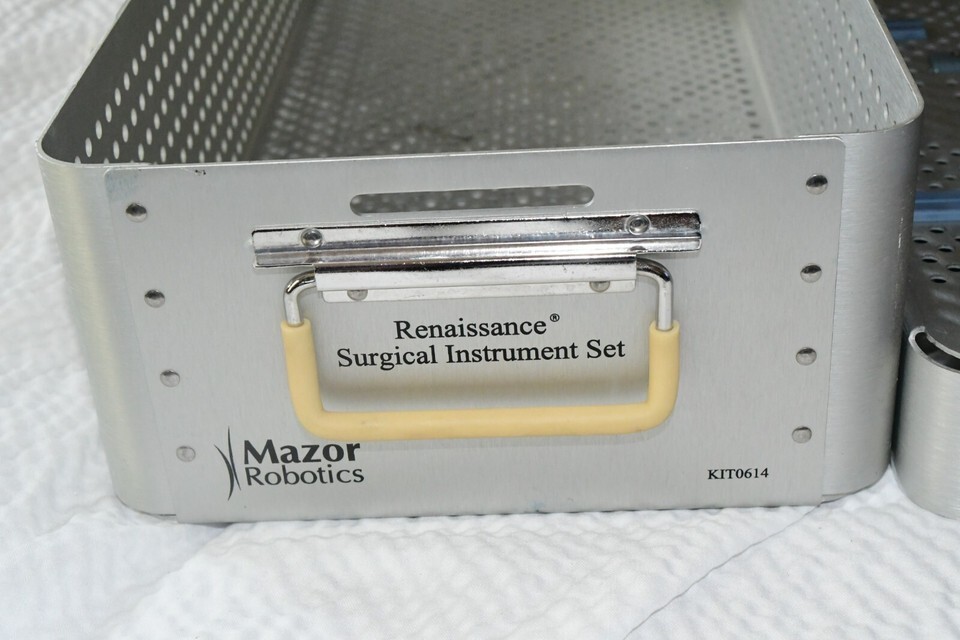 Renaissance®
Surgical Instrument Set
Mazor
Robotics
KIT0614